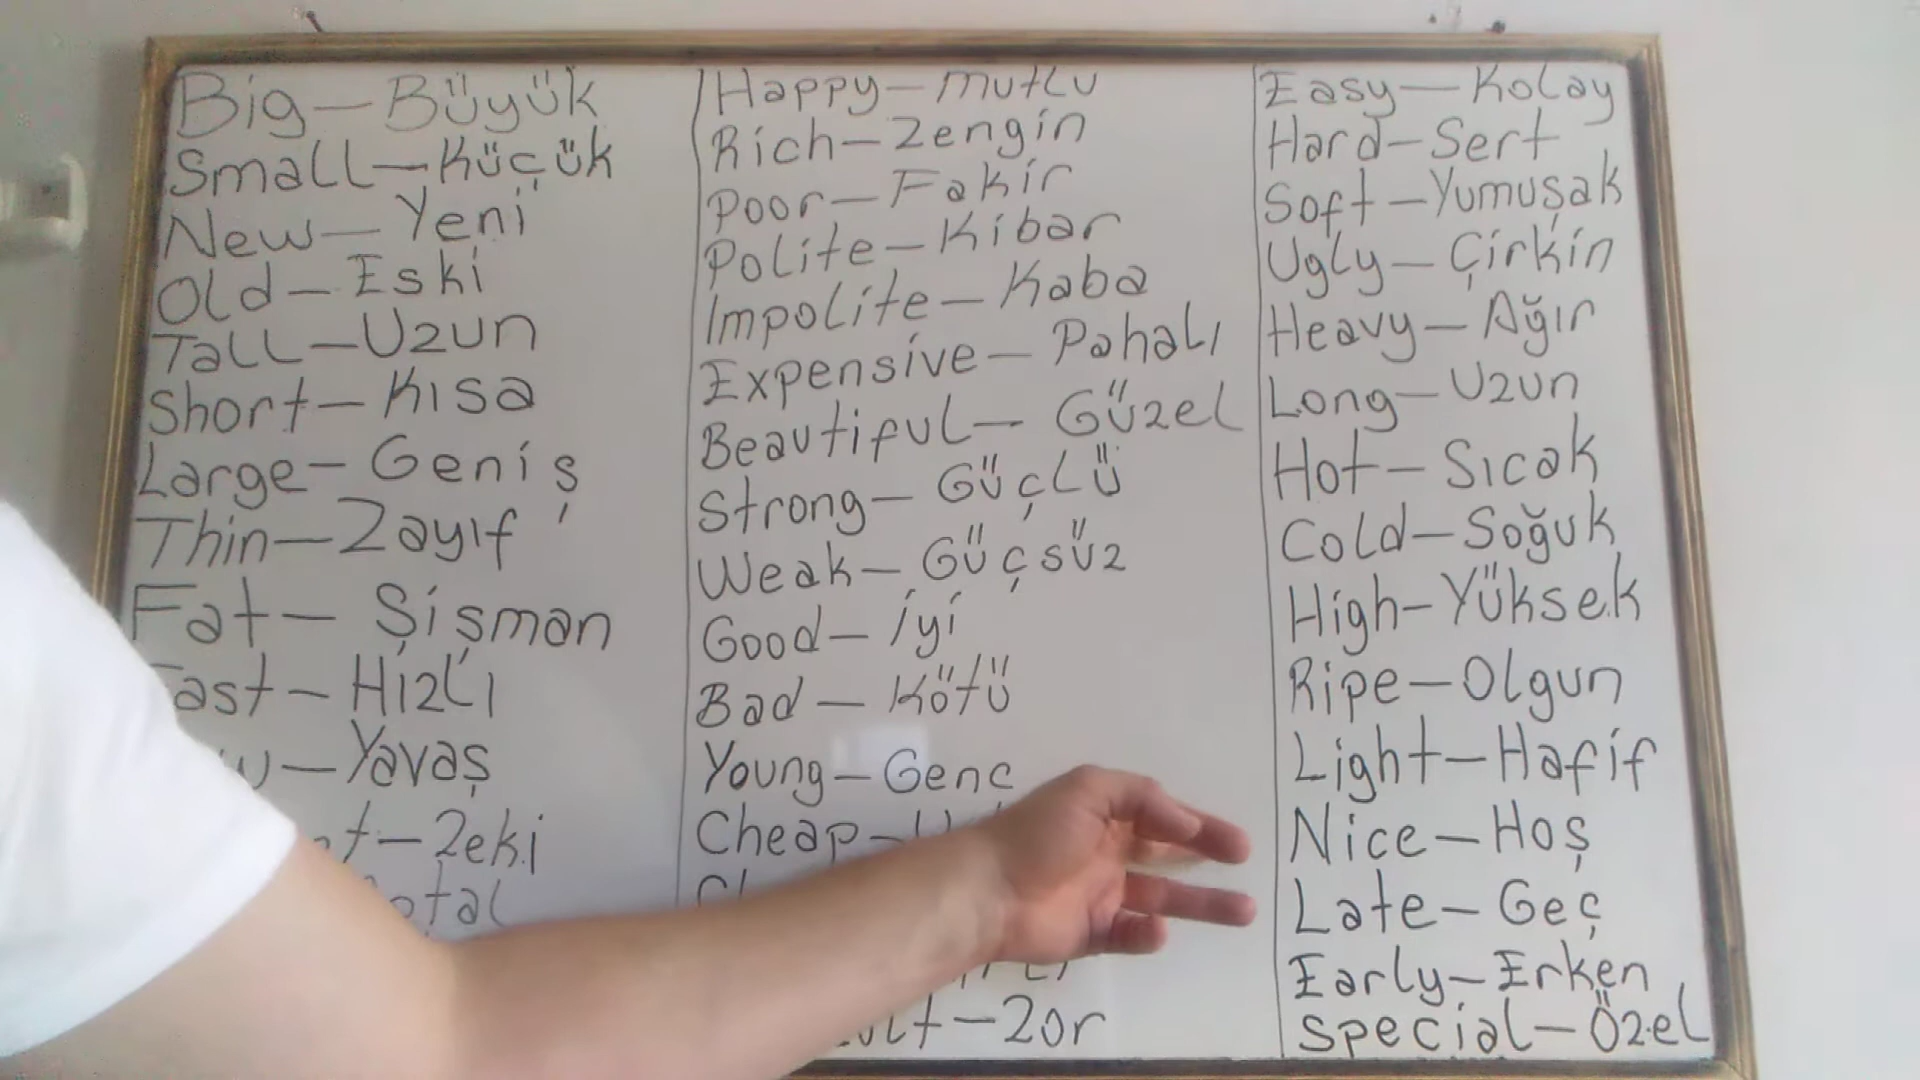 Big—Büyük
Small—Küçük
New—Yeni
Old—Eski
Tall—Uzun
Short—Kısa
Large—Geniş
Thin—Zayıf
Fat—Şişman
Fast—Hızlı
—Yavaş
—Zeki
Happy—mutlu
Rich—Zengin
Poor—Fakir
Polite—Kibar
Impolite—Kaba
Expensive—Pahalı
Beautiful—Güzel
Strong—Güçlü
Weak—Güçsüz
Good—İyi
Bad—Kötü
Young—Genc
Cheap—
—Zor
Easy—Kolay
Hard—Sert
Soft—Yumuşak
Ugly—Çirkin
Heavy—Ağır
Long—Uzun
Hot—Sıcak
Cold—Soğuk
High—Yüksek
Ripe—Olgun
Light—Hafif
Nice—Hoş
Late—Geç
Early—Erken
Special—Özel